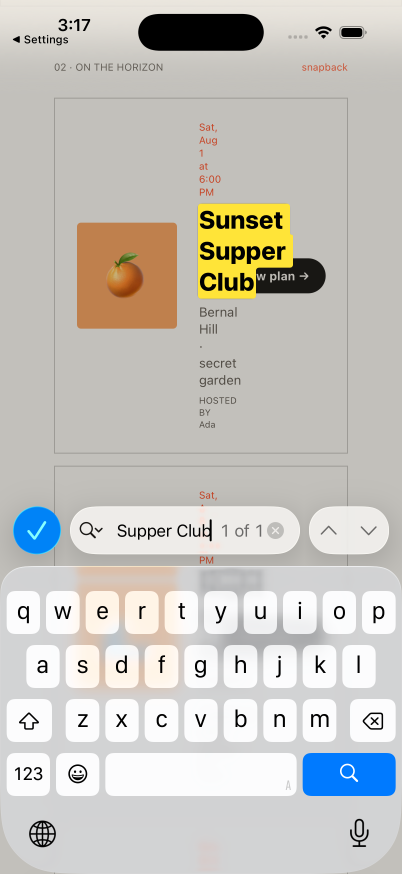 3:17
◀ Settings
02 · ON THE HORIZON
snapback
Sat,
Aug
1
at
6:00
PM
Sunset
Supper
Club
plan →
Bernal
Hill
·
secret
garden
HOSTED
BY
Ada
Sat,
Supper Club
1 of 1
PM
q w e r t y u i o p
a s d f g h j k l
z x c v b n m
123
A